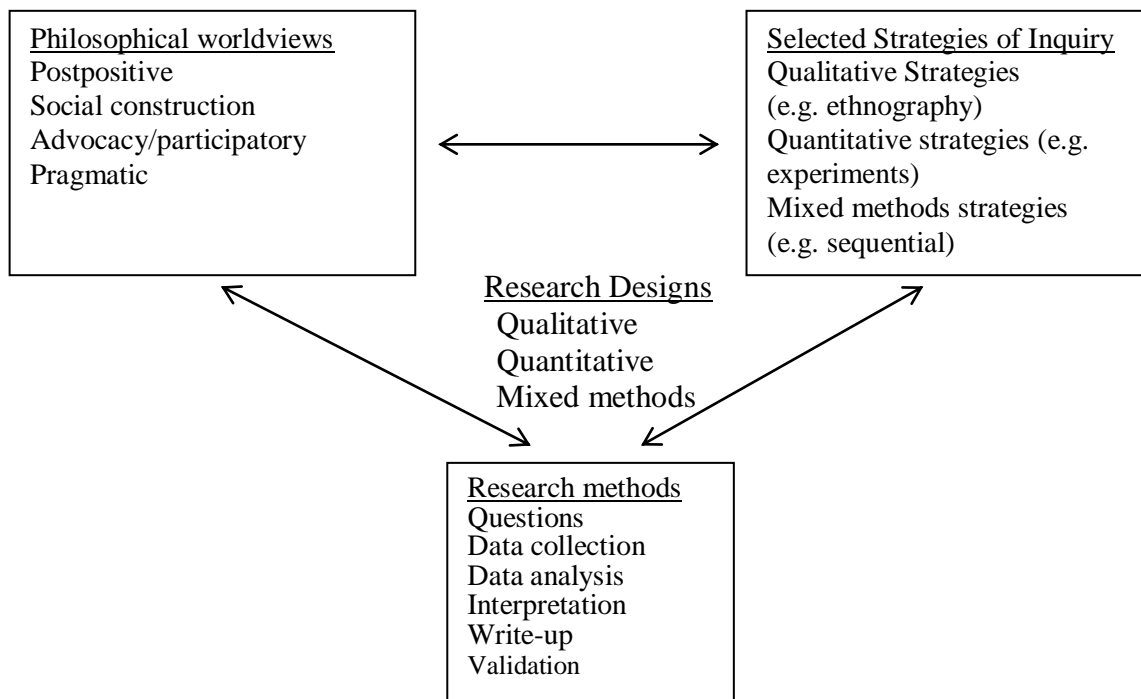 Philosophical worldviews
Postpositive
Social construction
Advocacy/participatory
Pragmatic
Selected Strategies of Inquiry
Qualitative Strategies
(e.g. ethnography)
Quantitative strategies (e.g.
experiments)
Mixed methods strategies
(e.g. sequential)
Research Designs
Qualitative
Quantitative
Mixed methods
Research methods
Questions
Data collection
Data analysis
Interpretation
Write-up
Validation